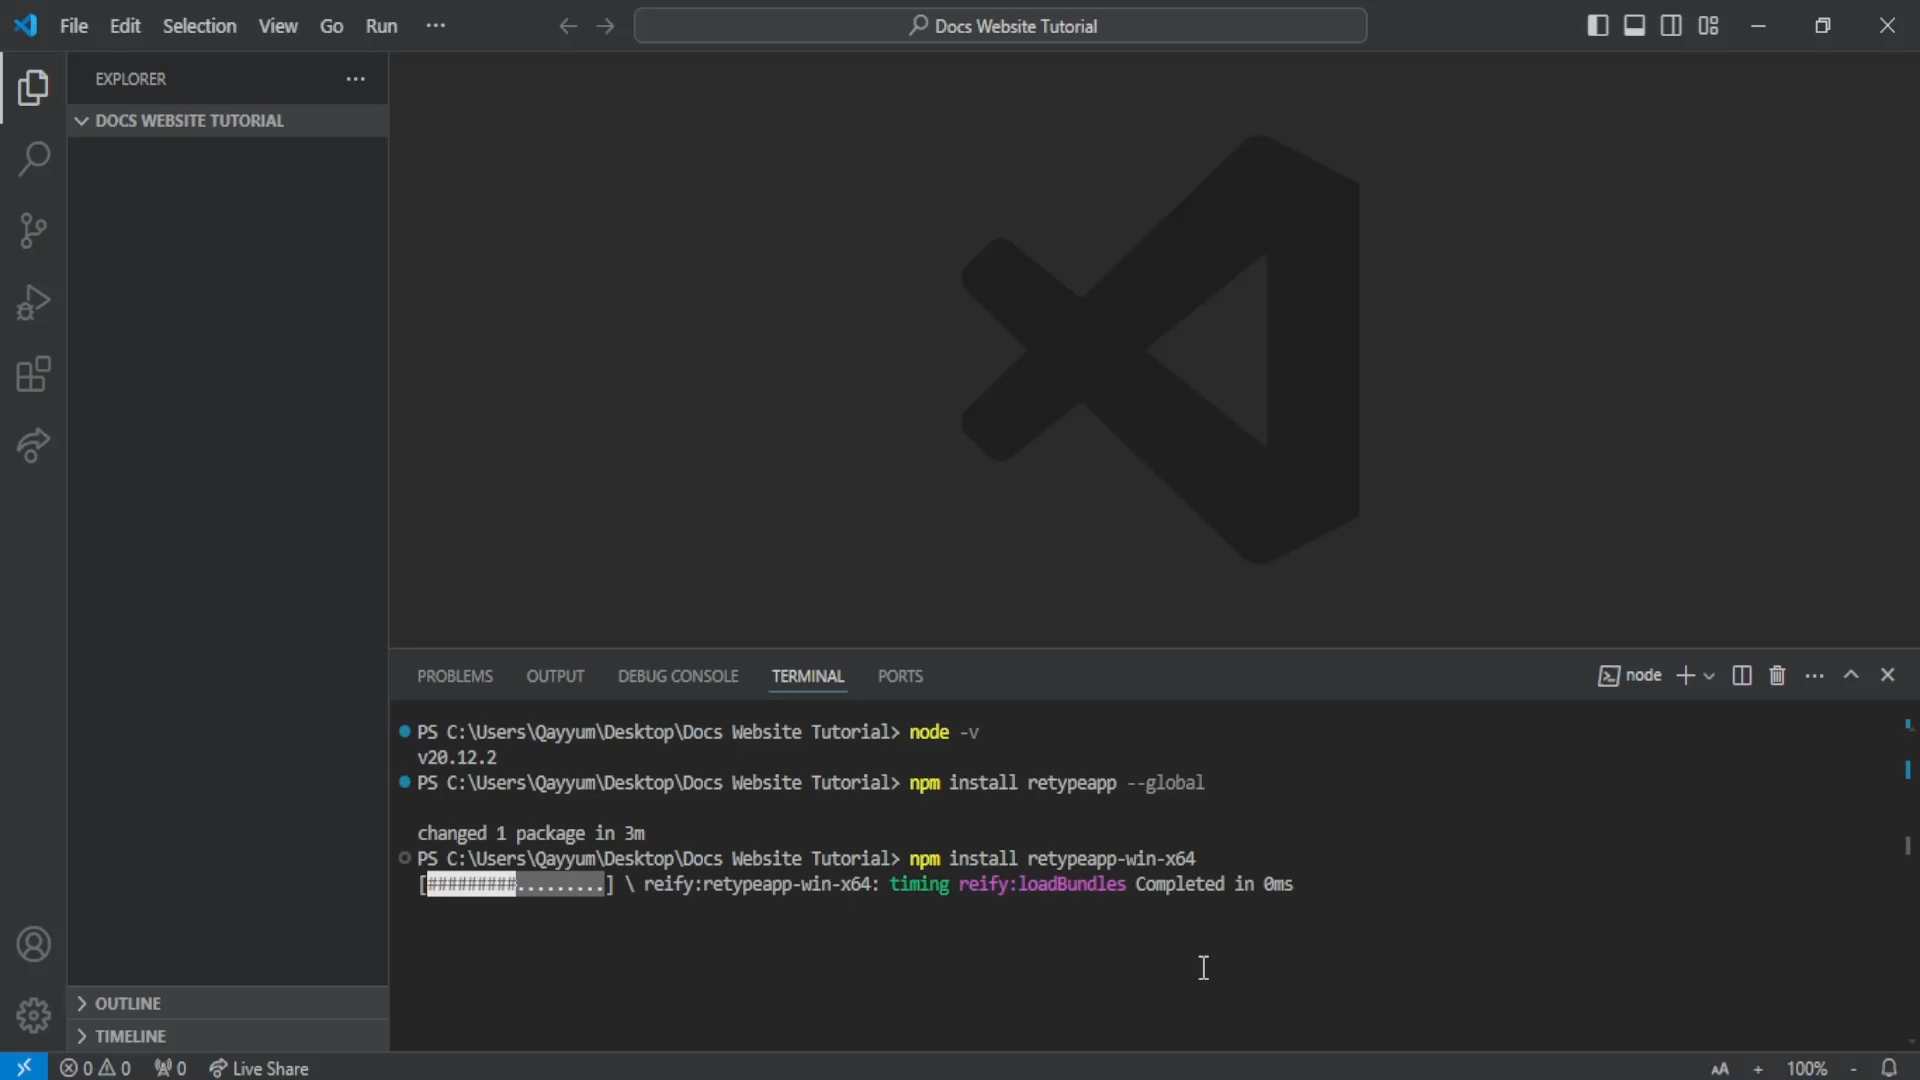 File Edit Selection View Go Run ···
Docs Website Tutorial
EXPLORER ···
DOCS WEBSITE TUTORIAL
PROBLEMS OUTPUT DEBUG CONSOLE TERMINAL PORTS
node
PS C:\Users\Qayyum\Desktop\Docs Website Tutorial> node -v
v20.12.2
PS C:\Users\Qayyum\Desktop\Docs Website Tutorial> npm install retypeapp --global
changed 1 package in 3m
PS C:\Users\Qayyum\Desktop\Docs Website Tutorial> npm install retypeapp-win-x64
[#########.........] \ reify:retypeapp-win-x64: timing reify:loadBundles Completed in 0ms
OUTLINE
TIMELINE
0 0 0 Live Share
AA + 100% -